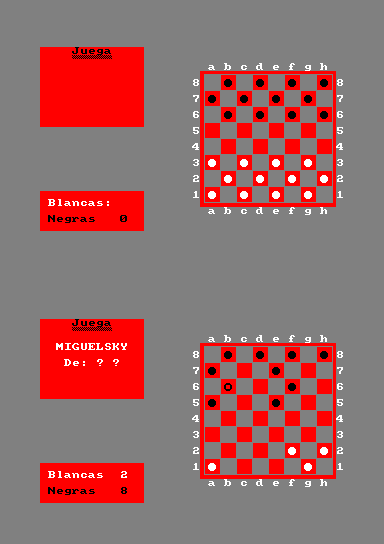 Juega
a b c d e f g h
8 8
7 7
6 6
5 5
4 4
3 3
2 2
1 1
a b c d e f g h
Blancas:
Negras 0
Juega
MIGUELSKY
De: ? ?
a b c d e f g h
8 8
7 7
6 6
5 5
4 4
3 3
2 2
1 1
a b c d e f g h
Blancas 2
Negras 8